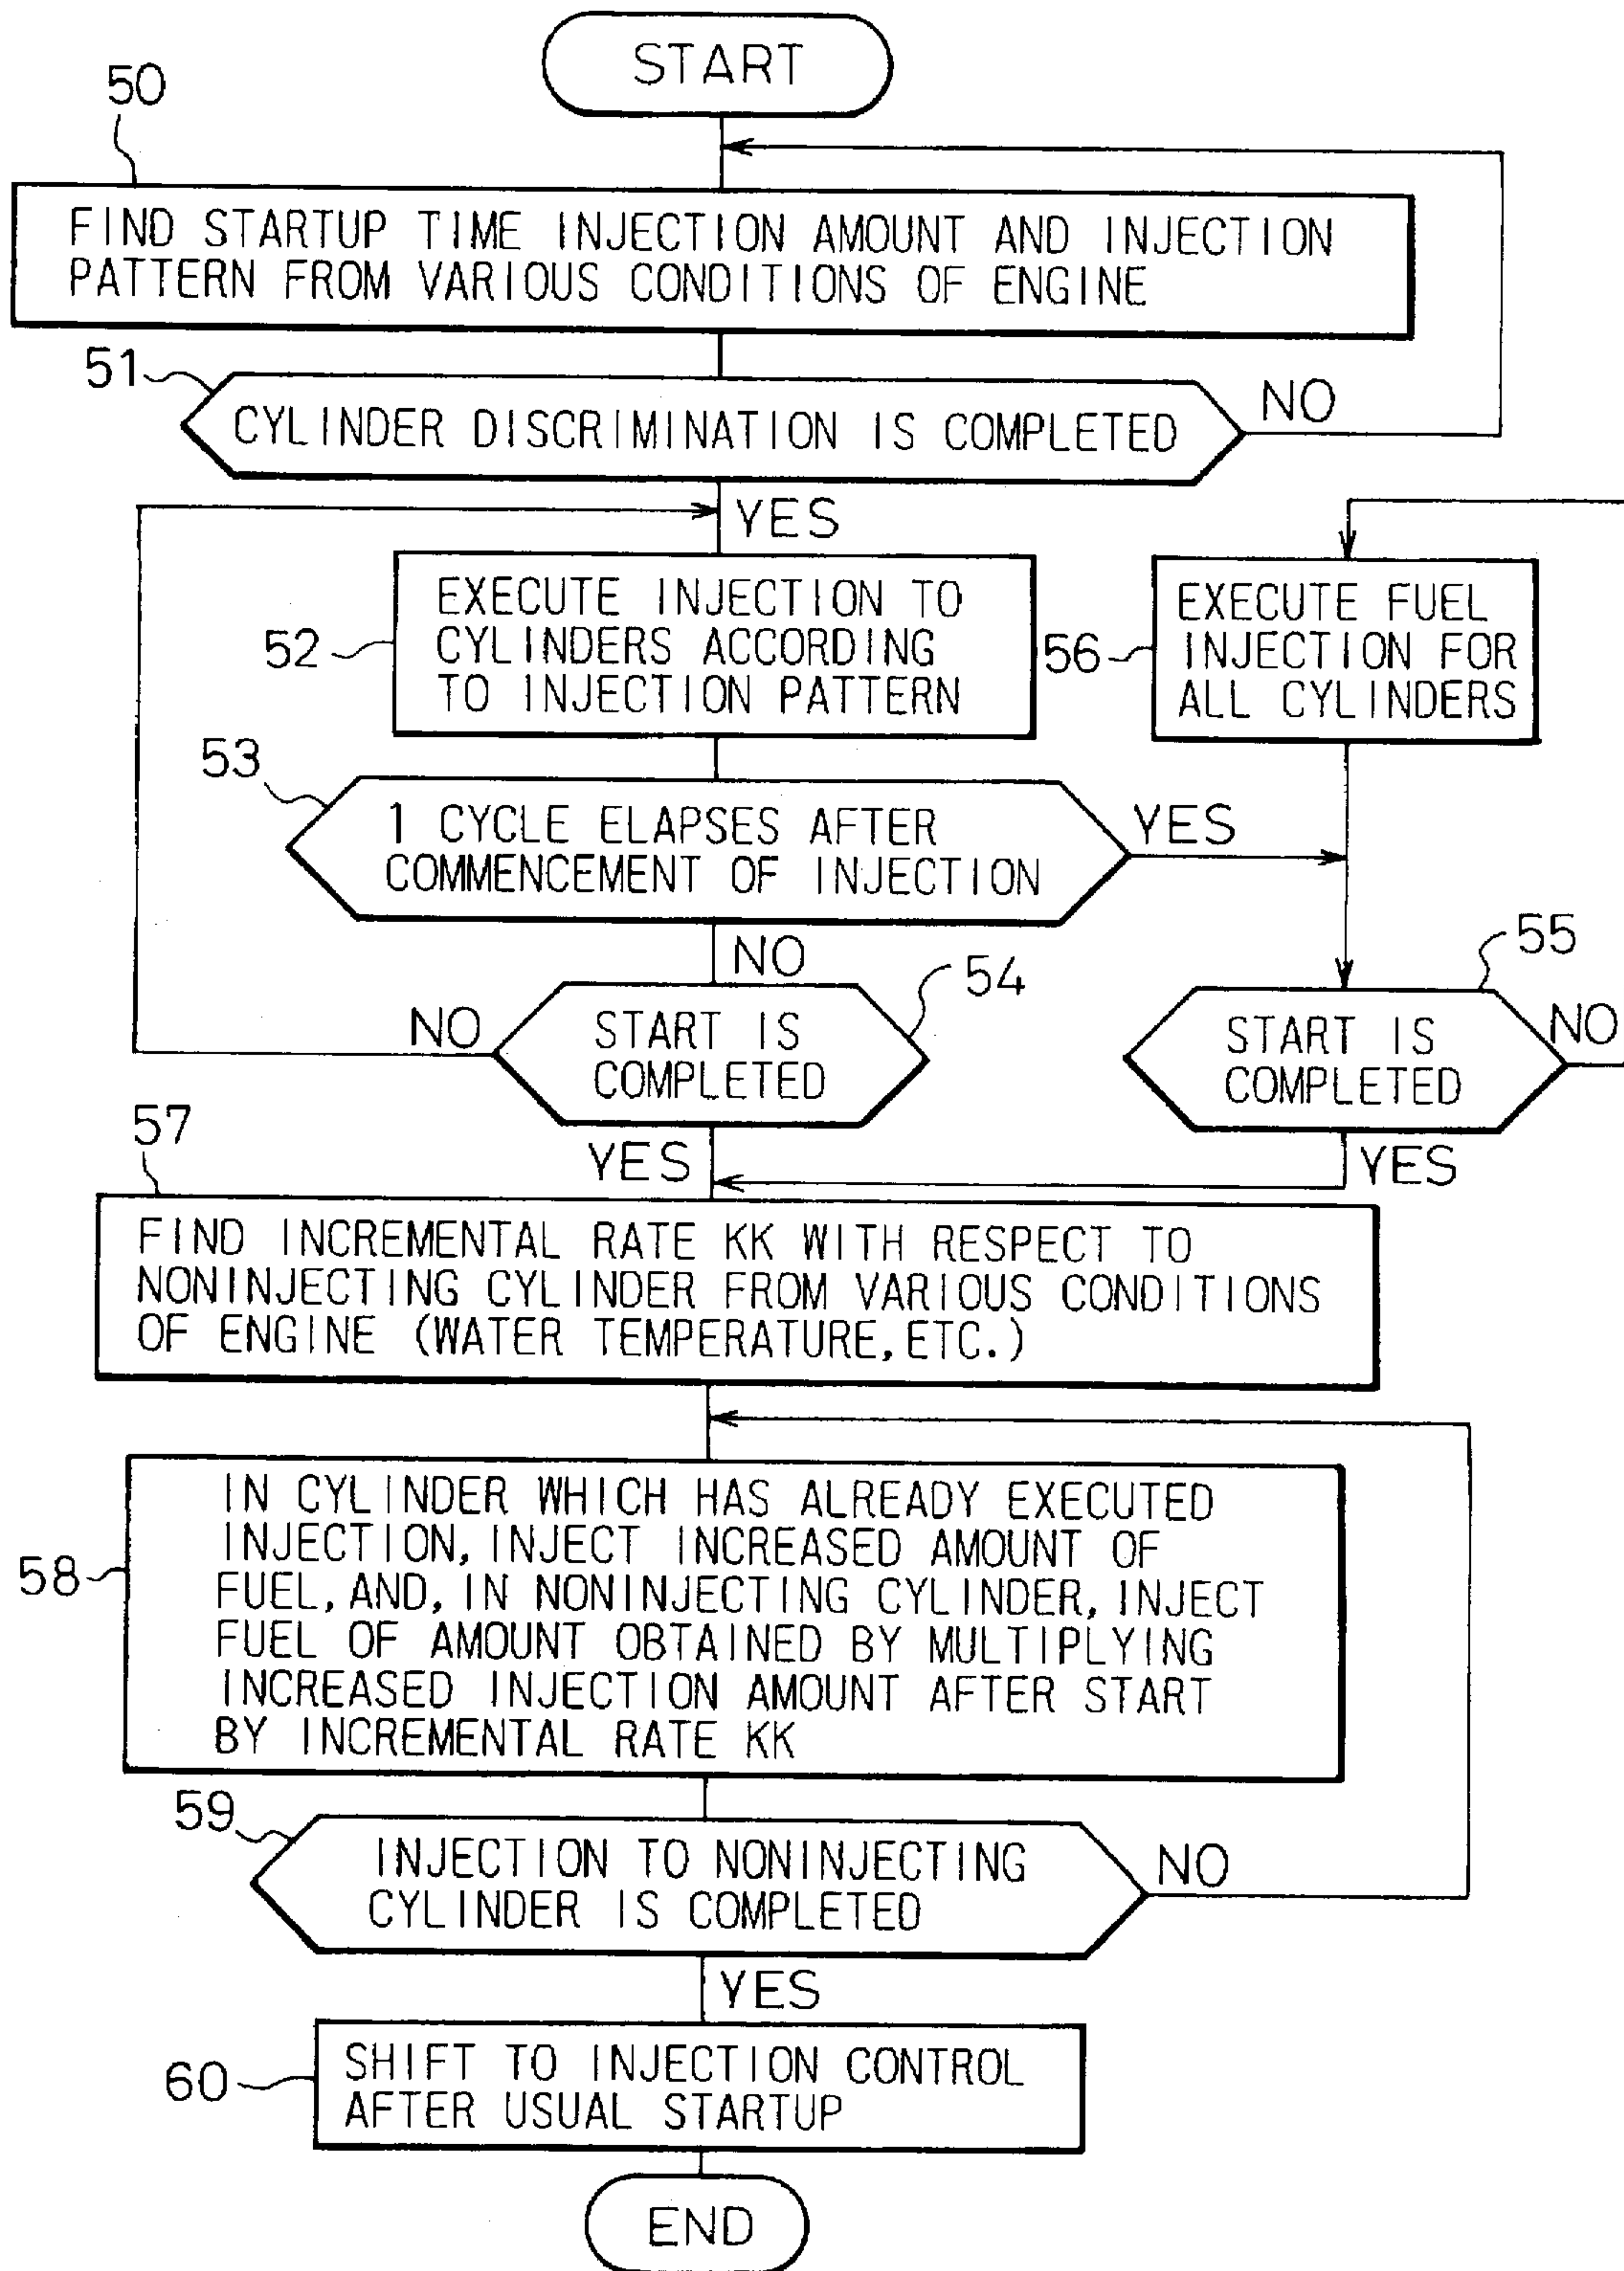 START
50
FIND STARTUP TIME INJECTION AMOUNT AND INJECTION
PATTERN FROM VARIOUS CONDITIONS OF ENGINE
51
CYLINDER DISCRIMINATION IS COMPLETED
NO
YES
52
EXECUTE INJECTION TO
CYLINDERS ACCORDING
TO INJECTION PATTERN
56
EXECUTE FUEL
INJECTION FOR
ALL CYLINDERS
53
1 CYCLE ELAPSES AFTER
COMMENCEMENT OF INJECTION
YES
NO
54
START IS
COMPLETED
NO
YES
55
START IS
COMPLETED
NO
YES
57
FIND INCREMENTAL RATE KK WITH RESPECT TO
NONINJECTING CYLINDER FROM VARIOUS CONDITIONS
OF ENGINE (WATER TEMPERATURE, ETC.)
58
IN CYLINDER WHICH HAS ALREADY EXECUTED
INJECTION, INJECT INCREASED AMOUNT OF
FUEL, AND, IN NONINJECTING CYLINDER, INJECT
FUEL OF AMOUNT OBTAINED BY MULTIPLYING
INCREASED INJECTION AMOUNT AFTER START
BY INCREMENTAL RATE KK
59
INJECTION TO NONINJECTING
CYLINDER IS COMPLETED
NO
YES
60
SHIFT TO INJECTION CONTROL
AFTER USUAL STARTUP
END